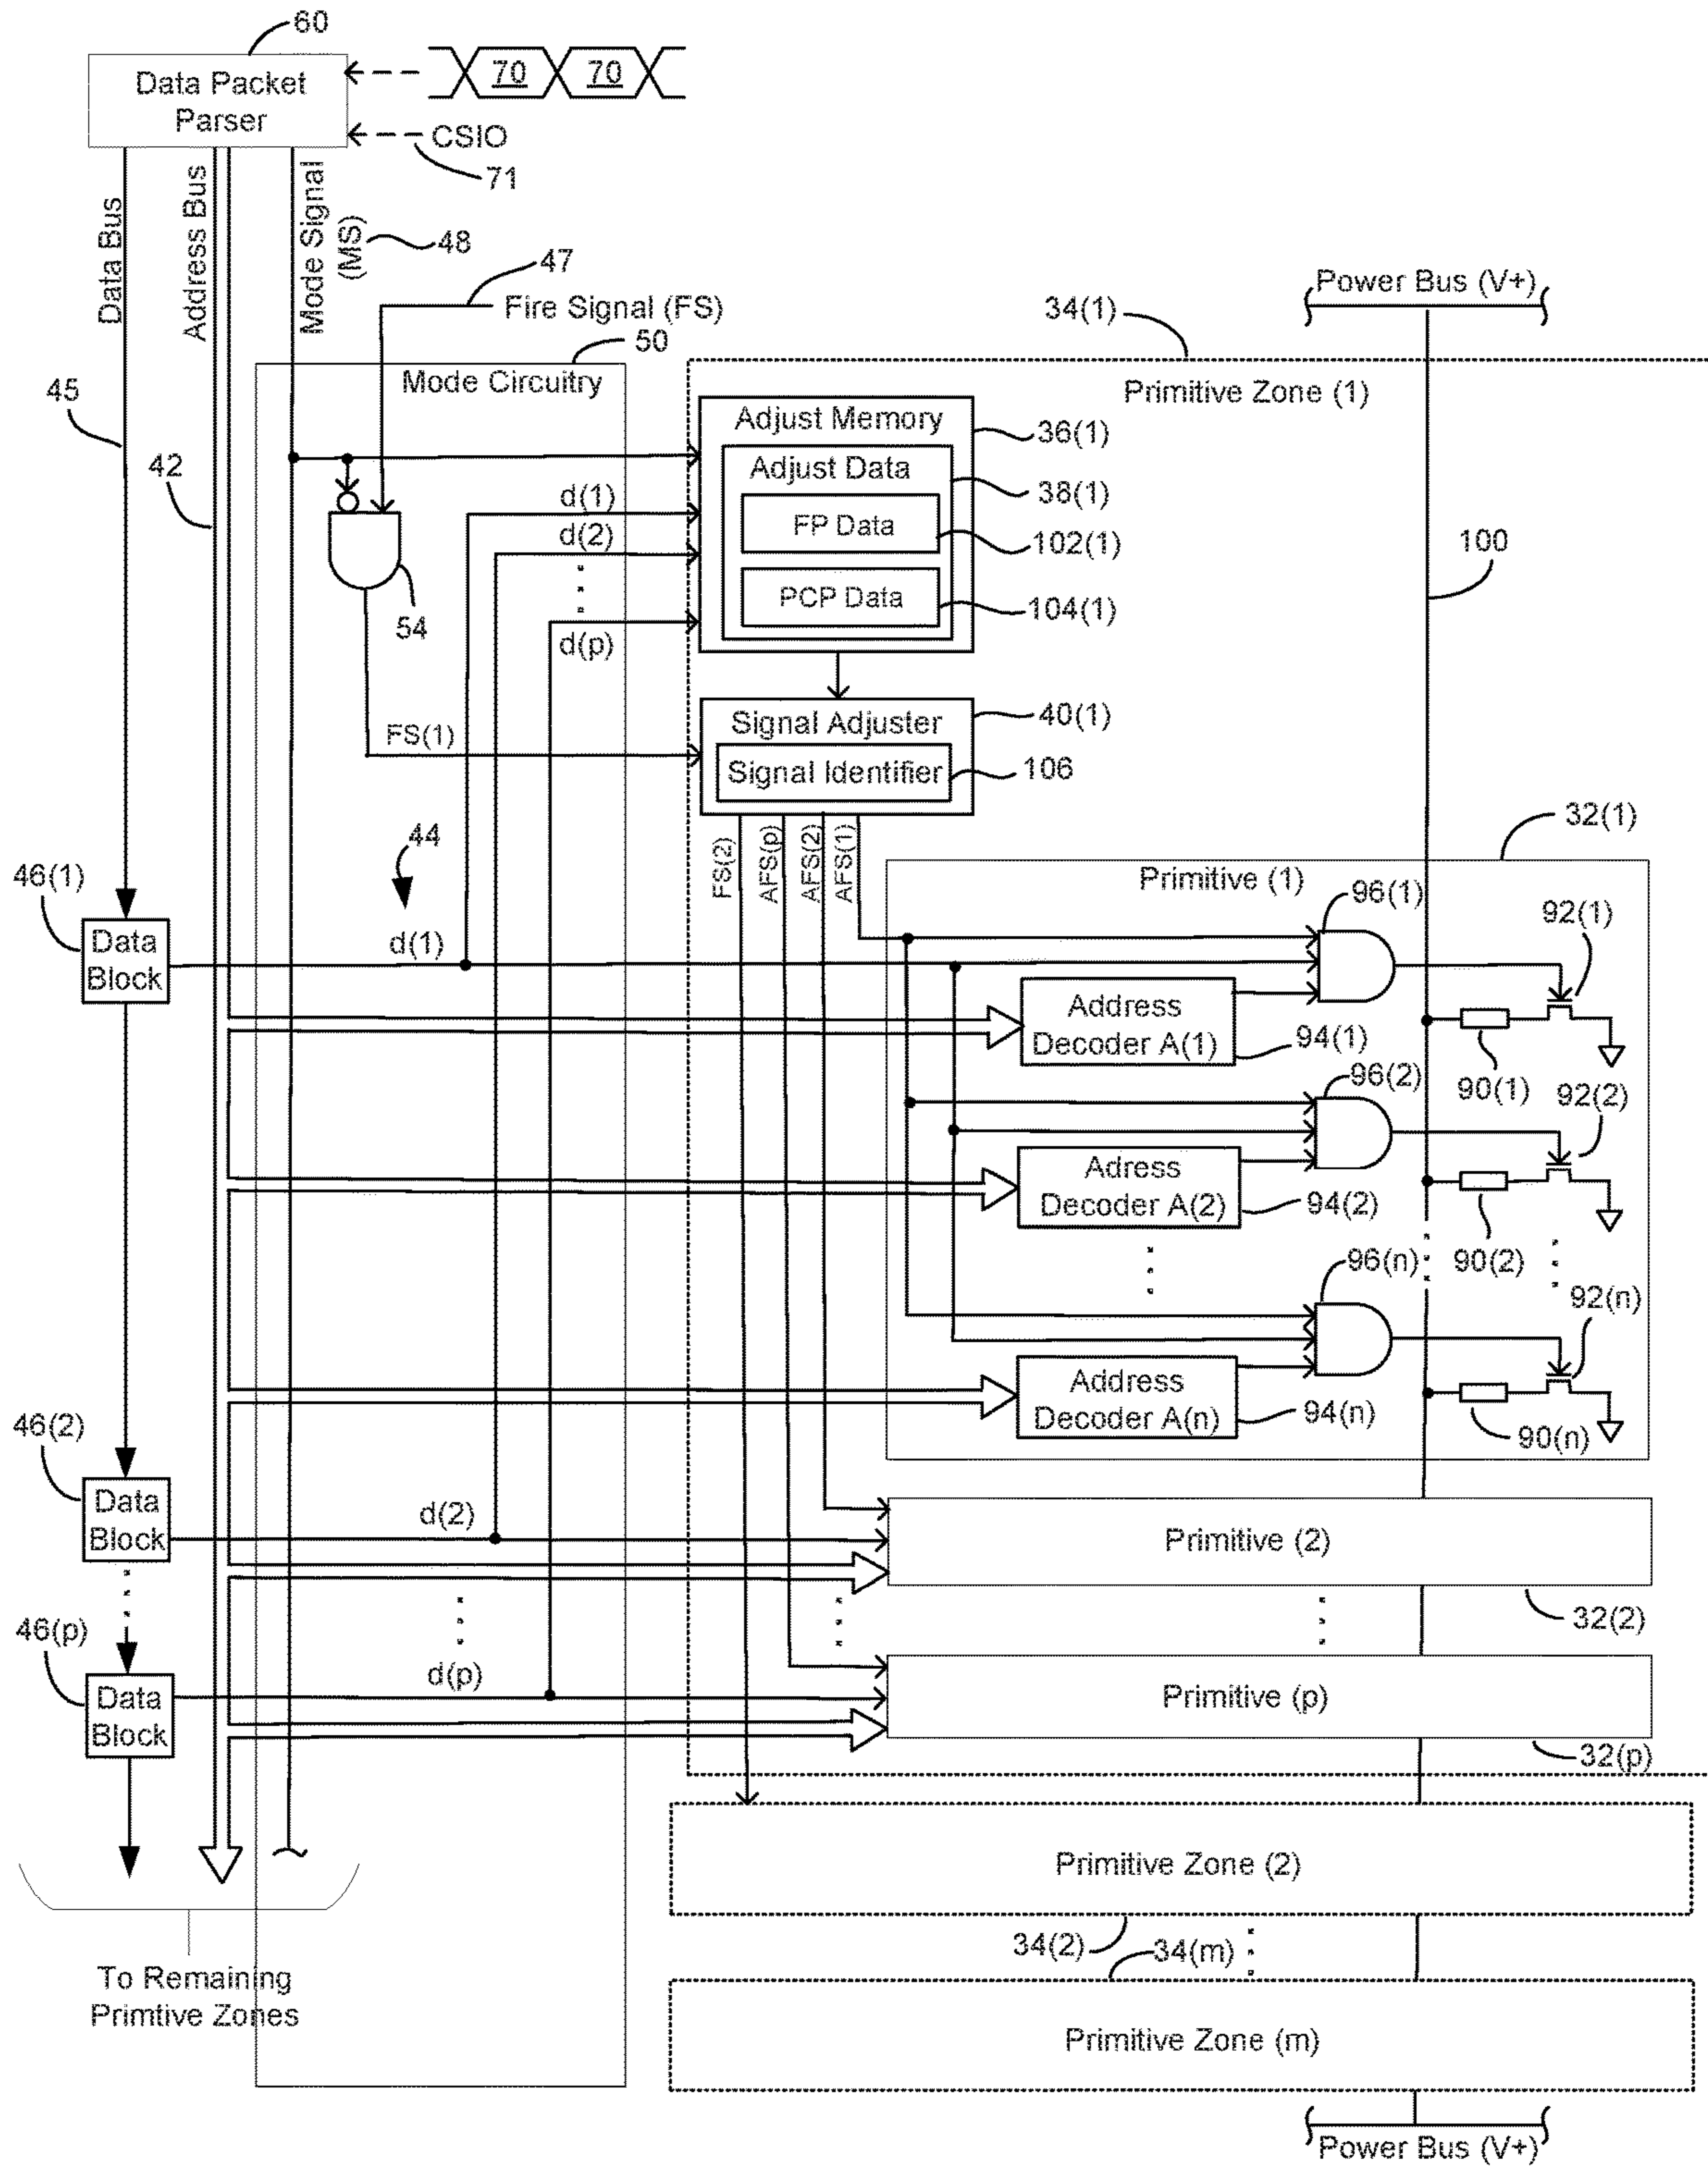 60
Data Packet
Parser
70
70
CSIO
71
Data Bus
Address Bus
Mode Signal
(MS)
48
47
Fire Signal (FS)
50
Mode Circuitry
34(1)
Power Bus (V+)
Primitive Zone (1)
45
42
Adjust Memory
36(1)
Adjust Data
38(1)
FP Data
102(1)
PCP Data
104(1)
100
d(1)
d(2)
d(p)
54
Signal Adjuster
40(1)
Signal Identifier
106
FS(1)
FS(2)
AFS(p)
AFS(2)
AFS(1)
32(1)
44
46(1)
Data
Block
d(1)
Primitive (1)
96(1)
92(1)
Address
Decoder A(1)
94(1)
90(1)
96(2)
92(2)
Adress
Decoder A(2)
94(2)
90(2)
96(n)
92(n)
Address
Decoder A(n)
94(n)
90(n)
46(2)
Data
Block
d(2)
Primitive (2)
32(2)
46(p)
Data
Block
d(p)
Primitive (p)
32(p)
Primitive Zone (2)
34(2)
34(m)
To Remaining
Primtive Zones
Primitive Zone (m)
Power Bus (V+)